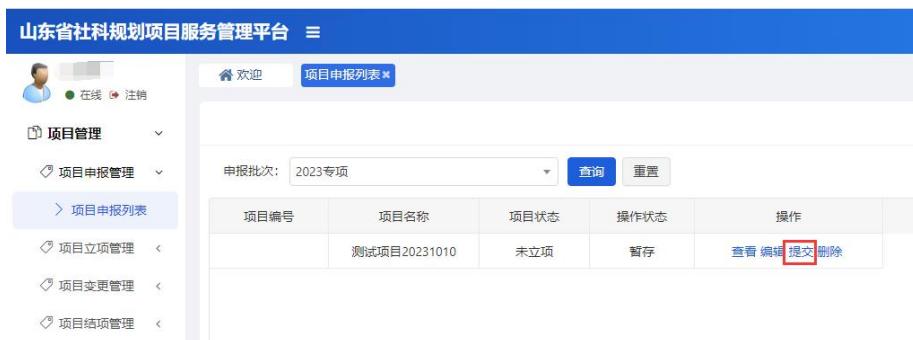 山东省社科规划项目服务管理平台
在线 注销
欢迎 项目申报列表
项目管理
项目申报管理
项目申报列表
项目立项管理
项目变更管理
项目结项管理
申报批次： 2023专项 查询 重置
项目编号 项目名称 项目状态 操作状态 操作
测试项目20231010 未立项 暂存 查看 编辑 提交 删除